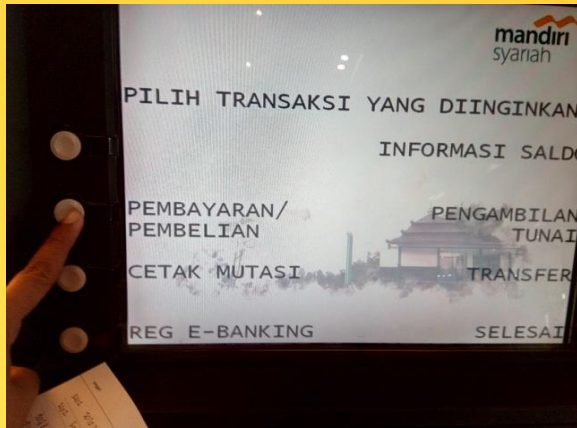 mandiri
syariah
PILIH TRANSAKSI YANG DIINGINKAN
INFORMASI SALDO
PEMBAYARAN/
PEMBELIAN
PENGAMBILAN
TUNAI
CETAK MUTASI
TRANSFER
REG E-BANKING
SELESAI